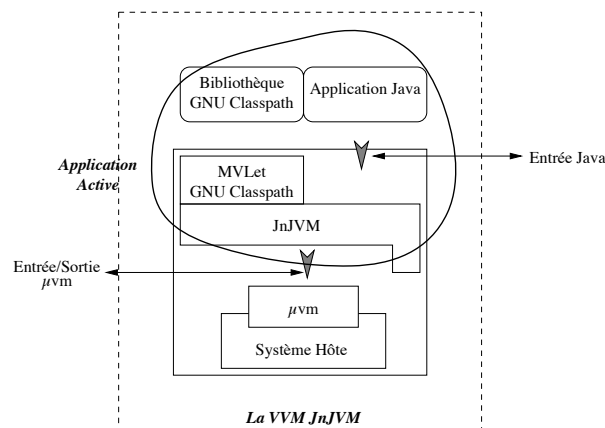 Bibliothèque
GNU Classpath
Application Java
Application
Active
Entrée Java
MVLet
GNU Classpath
JnJVM
Entrée/Sortie
µvm
µvm
Système Hôte
La VVM JnJVM